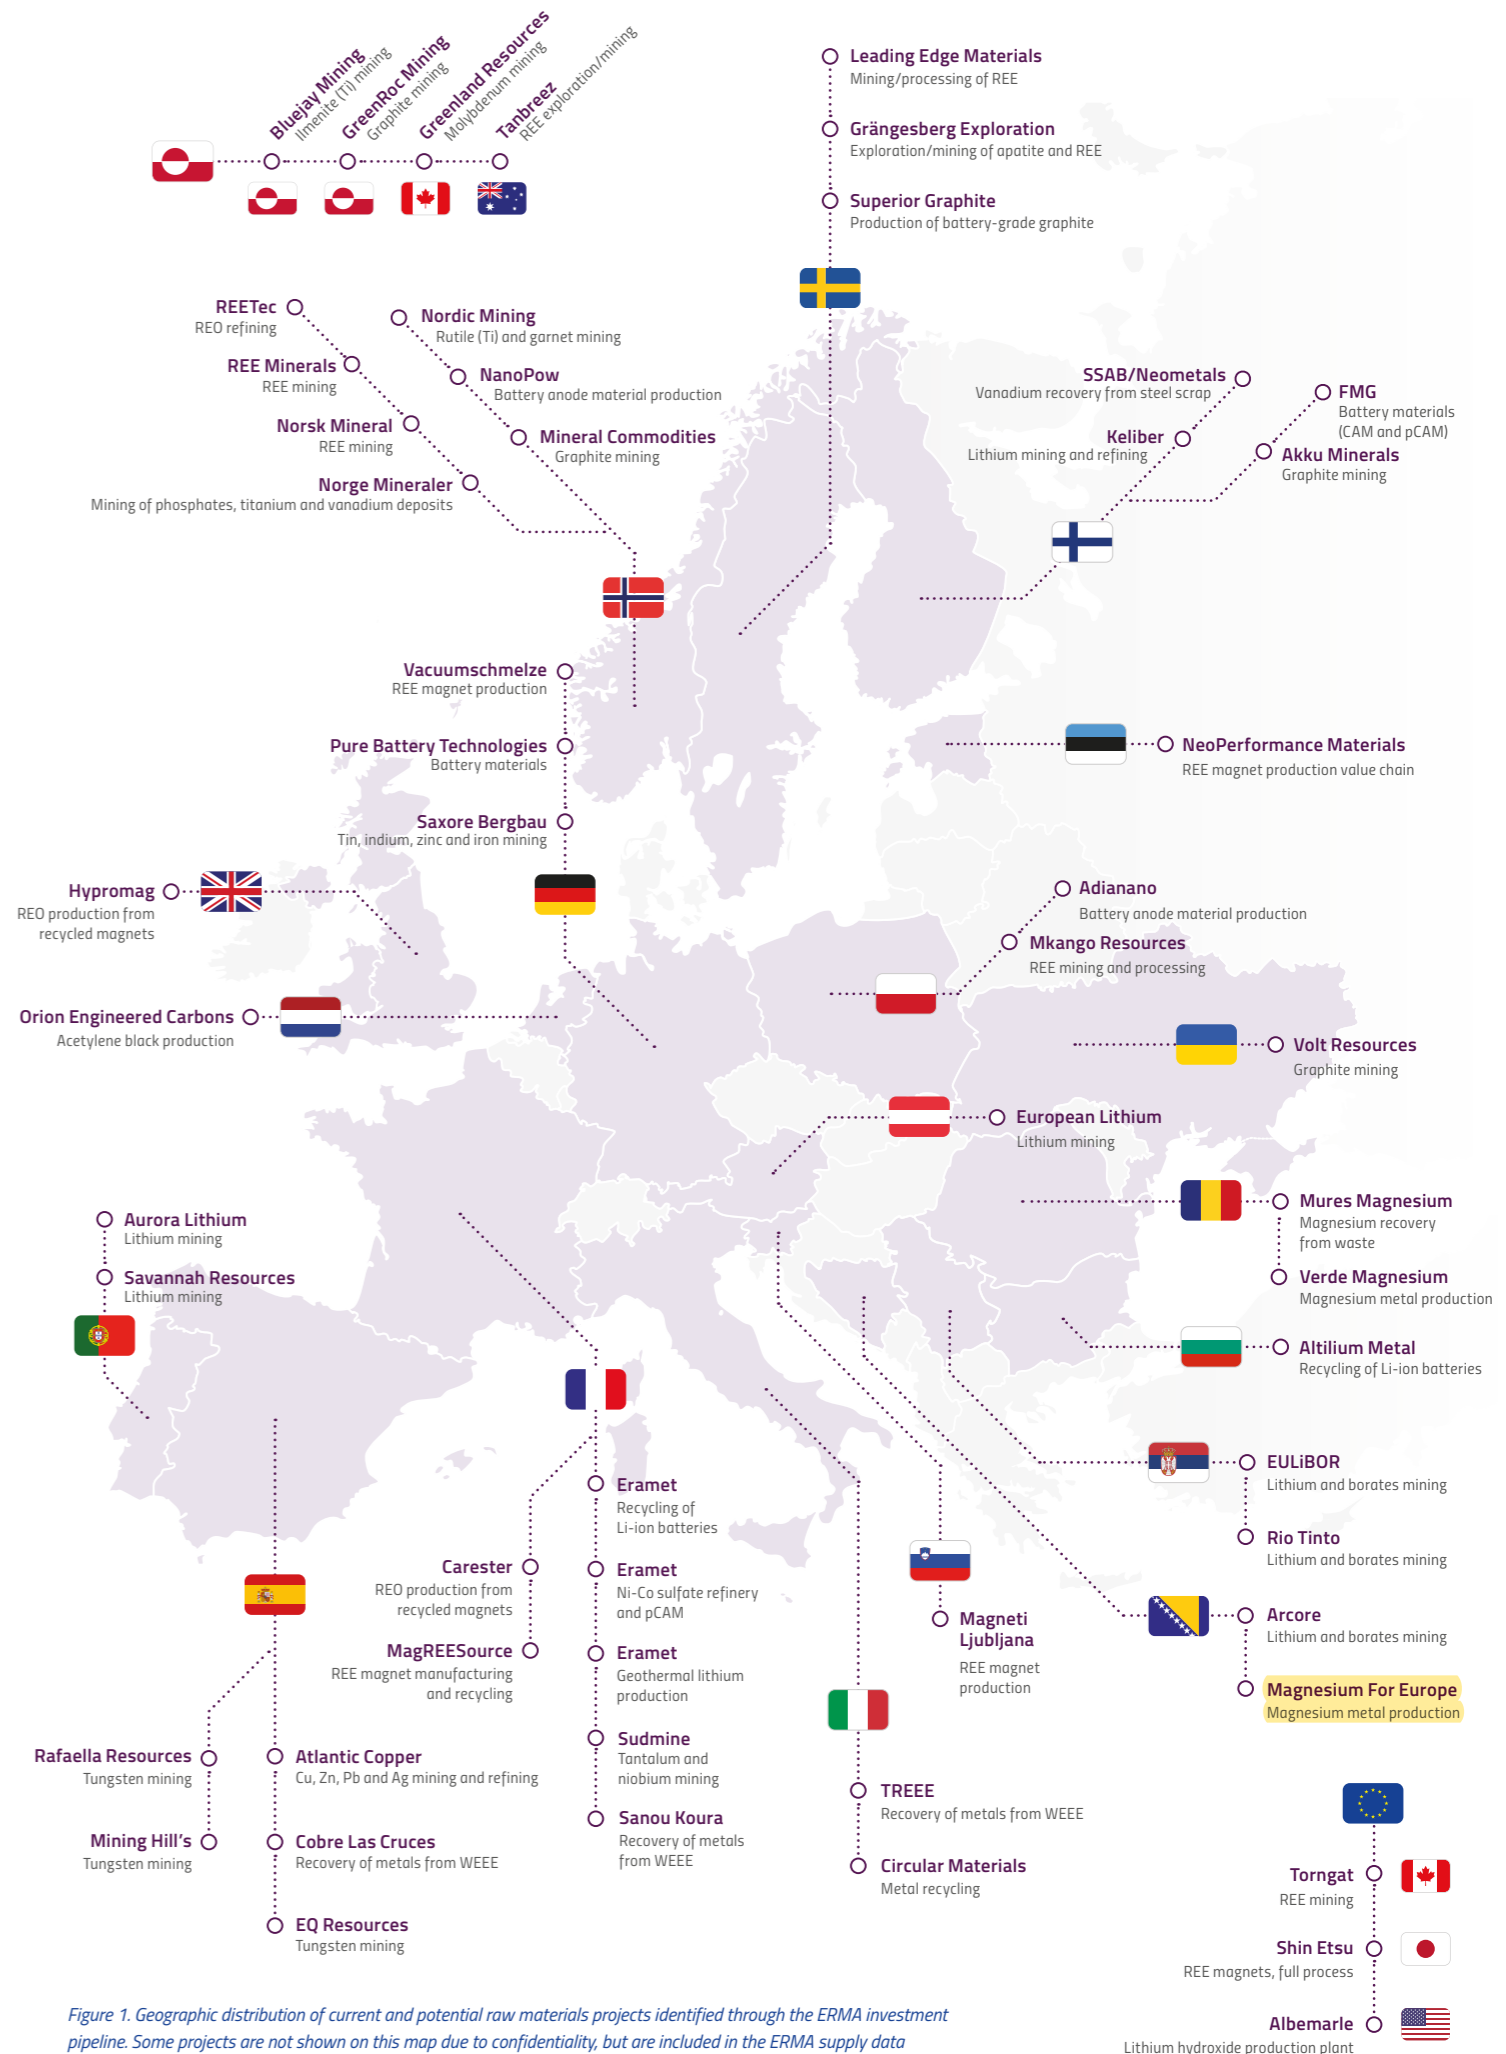 Bluejay Mining
Ilmenite (Ti) mining
GreenRoc Mining
Graphite mining
Greenland Resources
Molybdenum mining
Tanbreez
REE exploration/mining
Leading Edge Materials
Mining/processing of REE
Grängesberg Exploration
Exploration/mining of apatite and REE
Superior Graphite
Production of battery-grade graphite
REETec
REO refining
REE Minerals
REE mining
Norsk Mineral
REE mining
Norge Mineraler
Mining of phosphates, titanium and vanadium deposits
Nordic Mining
Rutile (Ti) and garnet mining
NanoPow
Battery anode material production
Mineral Commodities
Graphite mining
SSAB/Neometals
Vanadium recovery from steel scrap
Keliber
Lithium mining and refining
FMG
Battery materials
(CAM and pCAM)
Akku Minerals
Graphite mining
Vacuumschmelze
REE magnet production
Pure Battery Technologies
Battery materials
Saxore Bergbau
Tin, indium, zinc and iron mining
NeoPerformance Materials
REE magnet production value chain
Hypromag
REO production from
recycled magnets
Adianano
Battery anode material production
Mkango Resources
REE mining and processing
Orion Engineered Carbons
Acetylene black production
Volt Resources
Graphite mining
European Lithium
Lithium mining
Aurora Lithium
Lithium mining
Savannah Resources
Lithium mining
Mures Magnesium
Magnesium recovery
from waste
Verde Magnesium
Magnesium metal production
Altilium Metal
Recycling of Li-ion batteries
EULiBOR
Lithium and borates mining
Rio Tinto
Lithium and borates mining
Arcore
Lithium and borates mining
Magnesium For Europe
Magnesium metal production
Eramet
Recycling of
Li-ion batteries
Eramet
Ni-Co sulfate refinery
and pCAM
Eramet
Geothermal lithium
production
Sudmine
Tantalum and
niobium mining
Sanou Koura
Recovery of metals
from WEEE
Carester
REO production from
recycled magnets
MagREESource
REE magnet manufacturing
and recycling
Magneti
Ljubljana
REE magnet
production
TREEE
Recovery of metals from WEEE
Circular Materials
Metal recycling
Rafaella Resources
Tungsten mining
Mining Hill's
Tungsten mining
Atlantic Copper
Cu, Zn, Pb and Ag mining and refining
Cobre Las Cruces
Recovery of metals from WEEE
EQ Resources
Tungsten mining
Torngat
REE mining
Shin Etsu
REE magnets, full process
Albemarle
Lithium hydroxide production plant
Figure 1. Geographic distribution of current and potential raw materials projects identified through the ERMA investment
pipeline. Some projects are not shown on this map due to confidentiality, but are included in the ERMA supply data